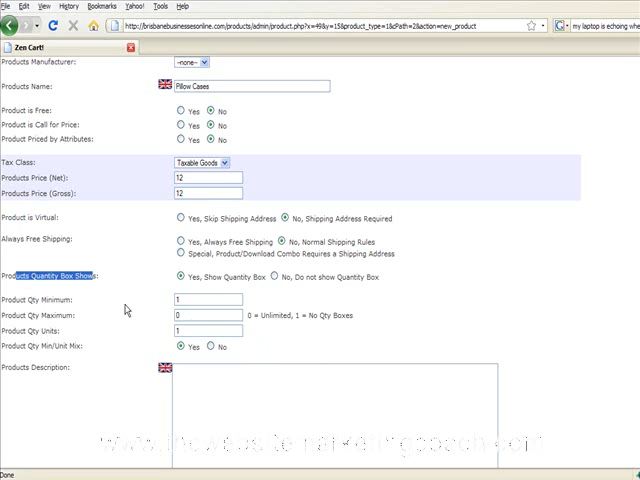 File Edit View History Bookmarks Yahoo! Tools Help
http://brisbanebusinessesonline.com/products/admin/product.php?x=49&y=15&product_type=1&cPath=2&action=new_product
my laptop is echoing whe
Zen Cart!
Products Manufacturer: --none--
Products Name: Pillow Cases
Product is Free: Yes No
Product is Call for Price: Yes No
Product Priced by Attributes: Yes No
Tax Class: Taxable Goods
Products Price (Net): 12
Products Price (Gross): 12
Product is Virtual: Yes, Skip Shipping Address No, Shipping Address Required
Always Free Shipping: Yes, Always Free Shipping No, Normal Shipping Rules
Special, Product/Download Combo Requires a Shipping Address
Products Quantity Box Shows: Yes, Show Quantity Box No, Do not show Quantity Box
Product Qty Minimum: 1
Product Qty Maximum: 0 0 = Unlimited, 1 = No Qty Boxes
Product Qty Units: 1
Product Qty Min/Unit Mix: Yes No
Products Description:
www.thewebsitemarketingcoach.com
Done